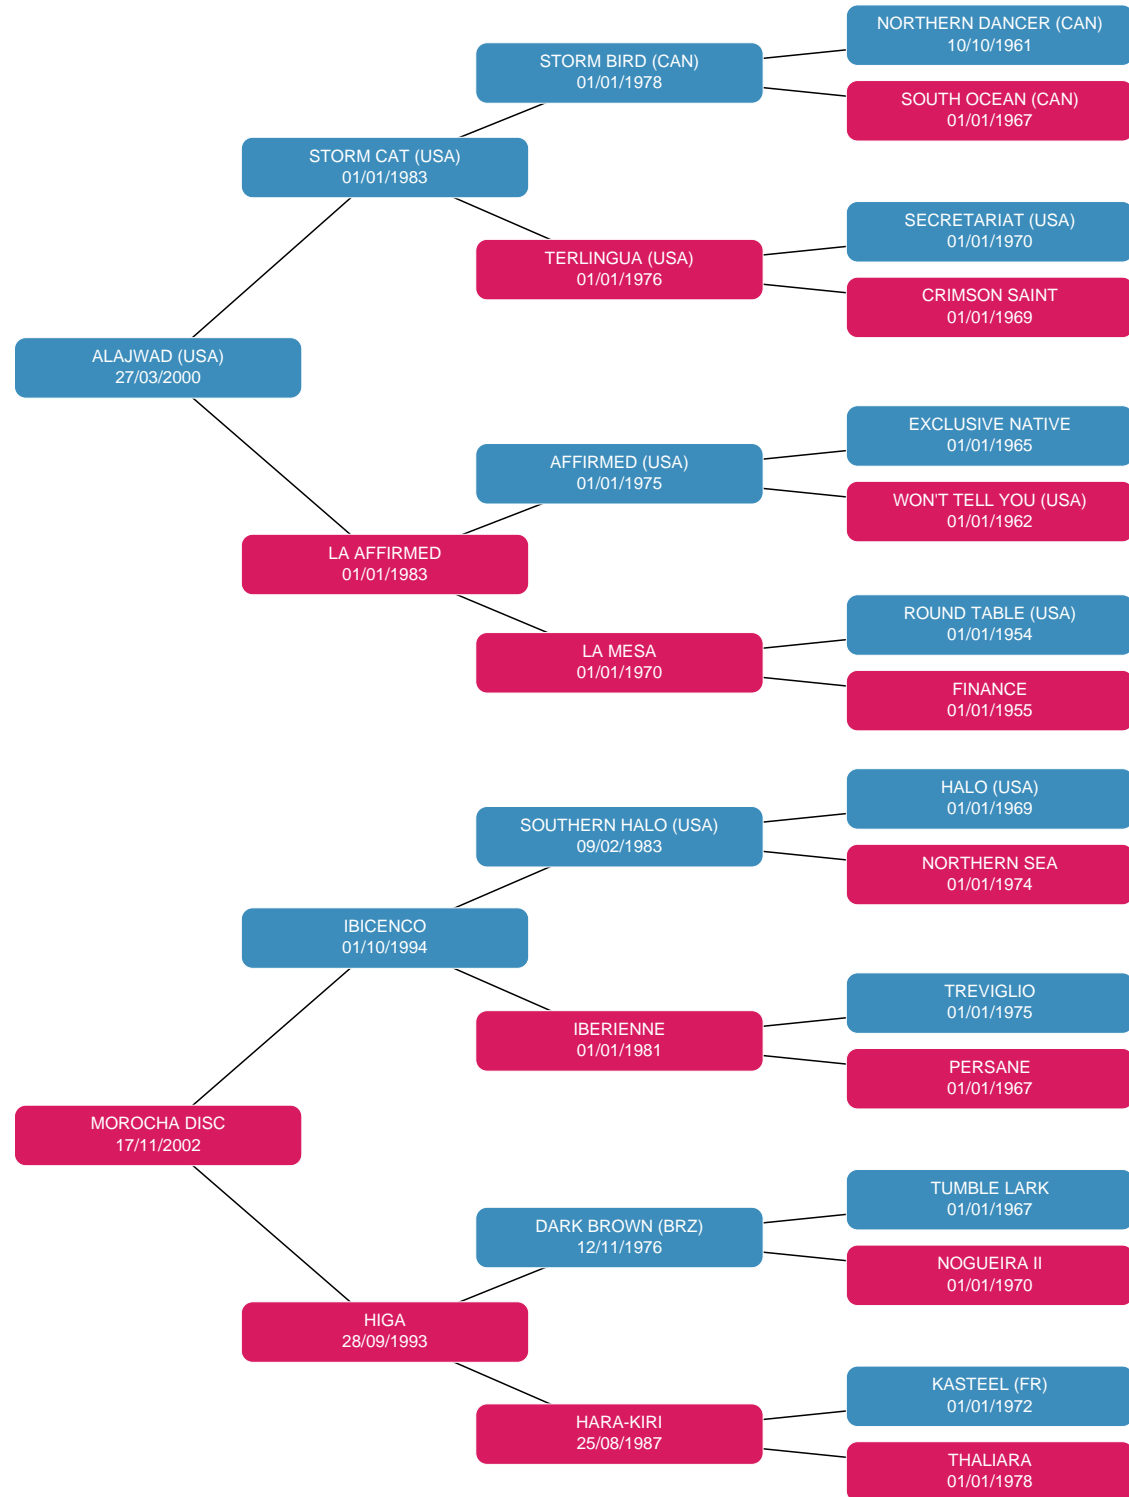 NORTHERN DANCER (CAN)
10/10/1961
STORM BIRD (CAN)
01/01/1978
SOUTH OCEAN (CAN)
01/01/1967
STORM CAT (USA)
01/01/1983
SECRETARIAT (USA)
01/01/1970
TERLINGUA (USA)
01/01/1976
CRIMSON SAINT
01/01/1969
ALAJWAD (USA)
27/03/2000
EXCLUSIVE NATIVE
01/01/1965
AFFIRMED (USA)
01/01/1975
WON'T TELL YOU (USA)
01/01/1962
LA AFFIRMED
01/01/1983
ROUND TABLE (USA)
01/01/1954
LA MESA
01/01/1970
FINANCE
01/01/1955
HALO (USA)
01/01/1969
SOUTHERN HALO (USA)
09/02/1983
NORTHERN SEA
01/01/1974
IBICENCO
01/10/1994
TREVIGLIO
01/01/1975
IBERIENNE
01/01/1981
PERSANE
01/01/1967
MOROCHA DISC
17/11/2002
TUMBLE LARK
01/01/1967
DARK BROWN (BRZ)
12/11/1976
NOGUEIRA II
01/01/1970
HIGA
28/09/1993
KASTEEL (FR)
01/01/1972
HARA-KIRI
25/08/1987
THALIARA
01/01/1978